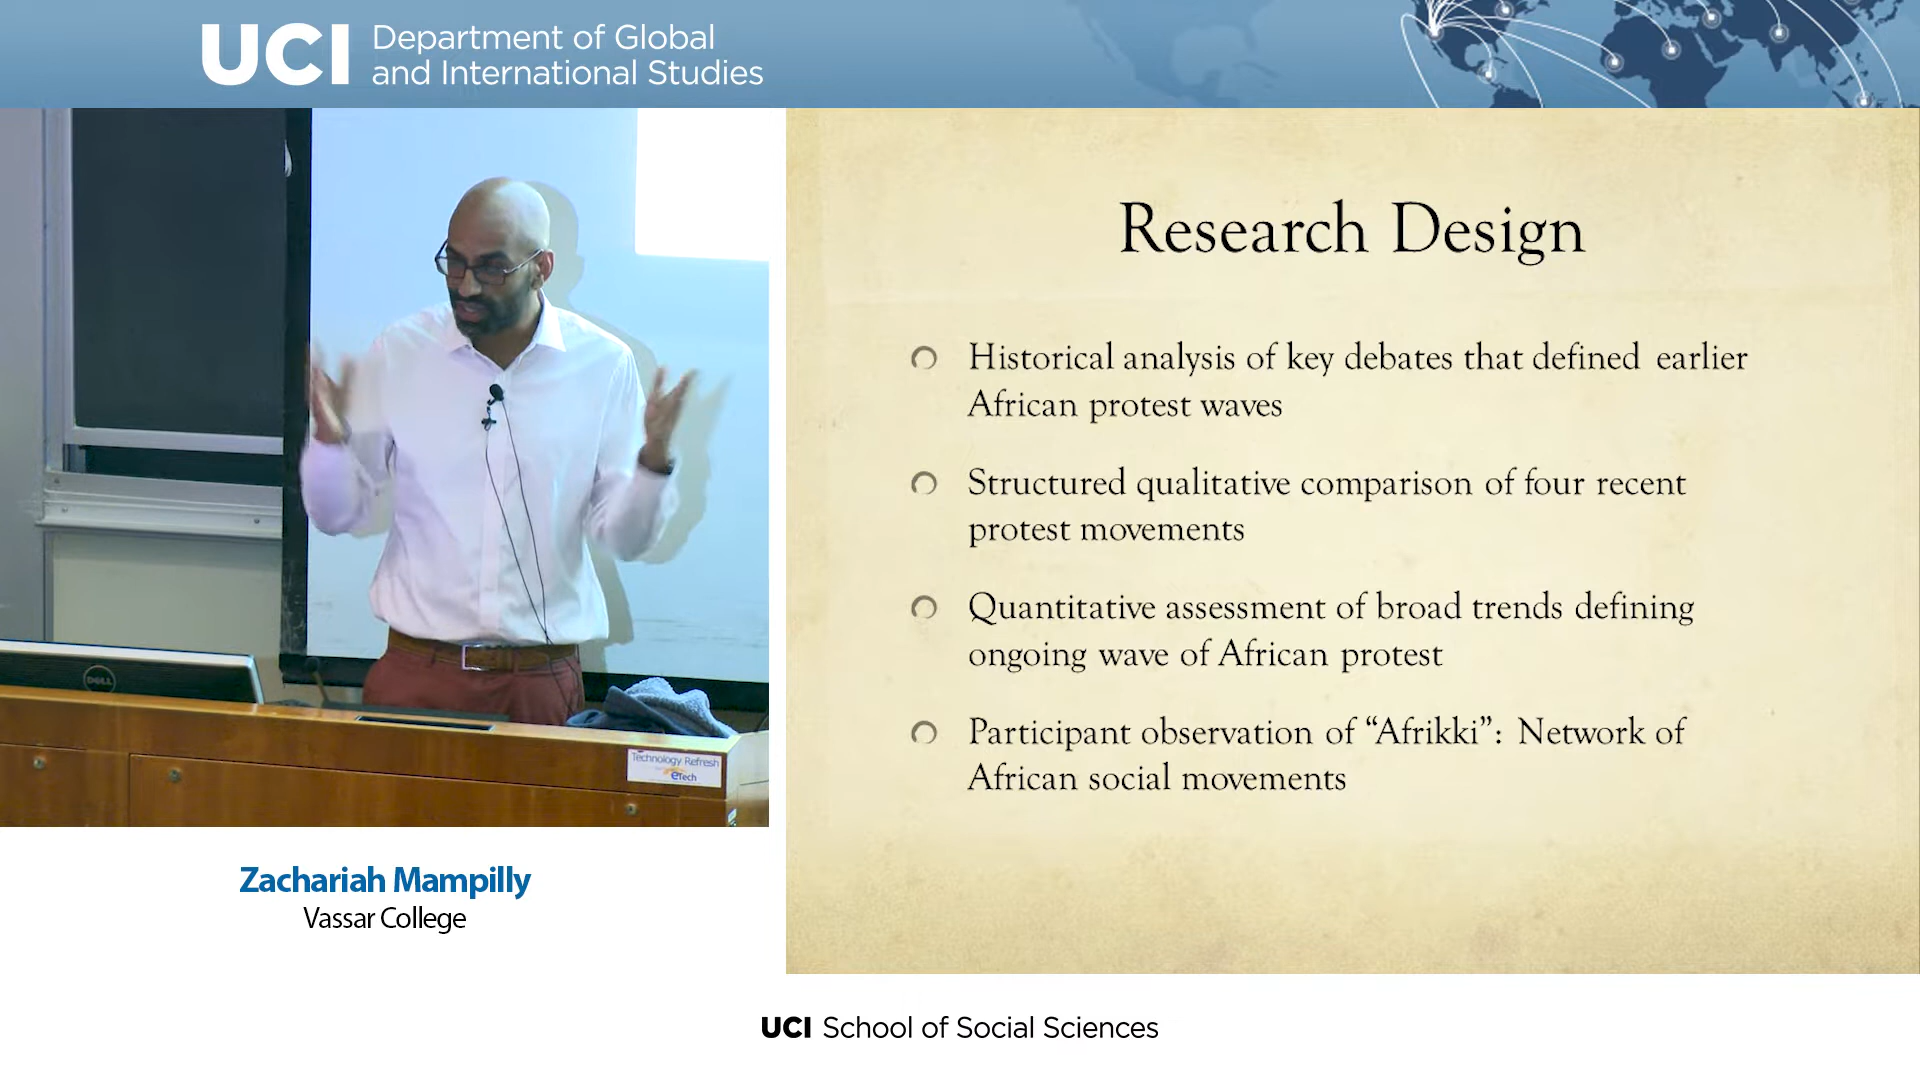 UCI Department of Global
and International Studies
Research Design
Historical analysis of key debates that defined earlier
African protest waves
Structured qualitative comparison of four recent
protest movements
Quantitative assessment of broad trends defining
ongoing wave of African protest
Participant observation of “Afrikki”: Network of
African social movements
DELL
Technology Refresh
eTech
Zachariah Mampilly
Vassar College
UCI School of Social Sciences